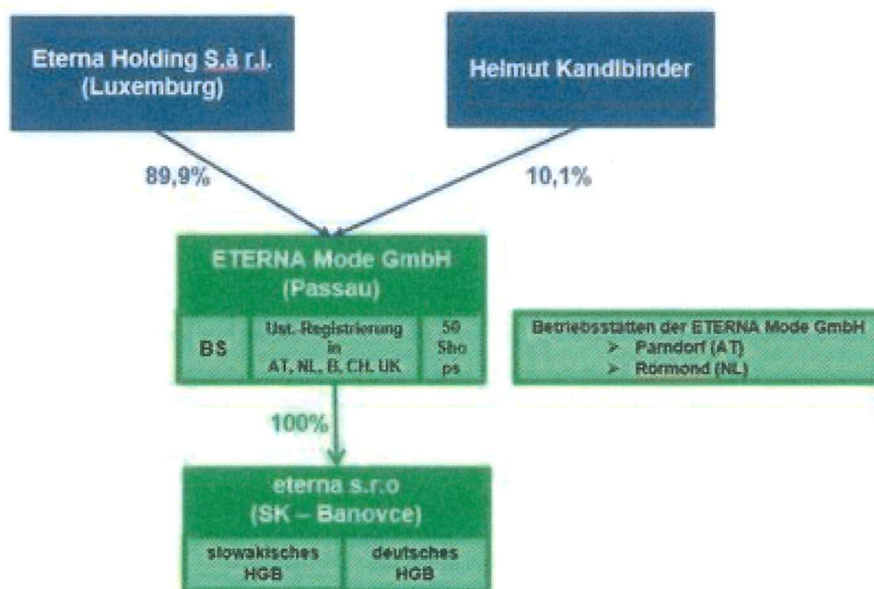 Eterna Holding S.à r.l.
(Luxemburg)
Helmut Kandlbinder
89,9%
10,1%
ETERNA Mode GmbH
(Passau)
BS
Ust.-Registrierung
in
AT, NL, B, CH, UK
50
Sho
ps
Betriebsstätten der ETERNA Mode GmbH
➢ Parndorf (AT)
➢ Rörmond (NL)
100%
eterna s.r.o
(SK – Banovce)
slowakisches
HGB
deutsches
HGB